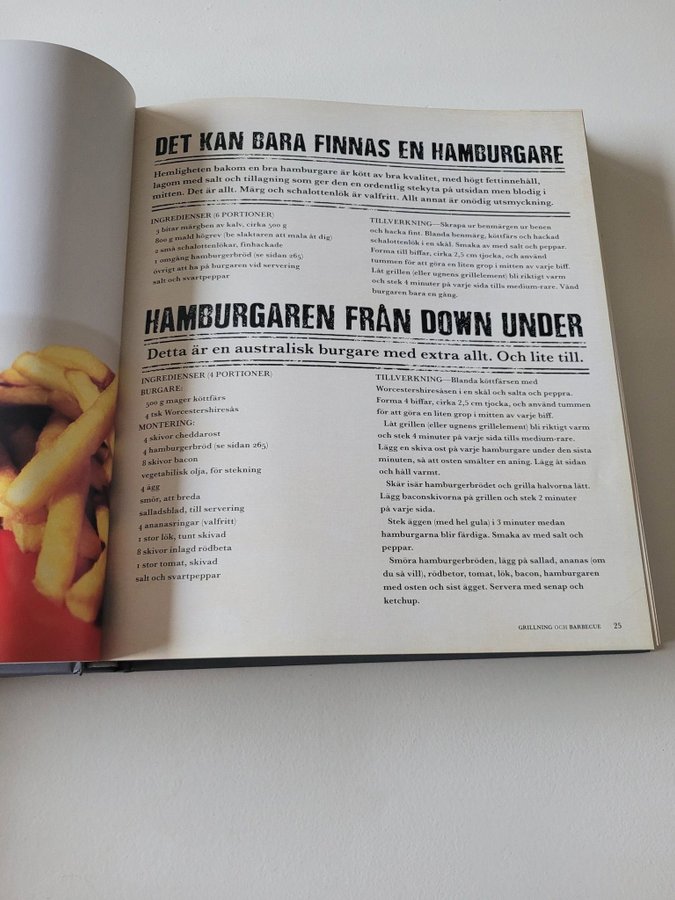 DET KAN BARA FINNAS EN HAMBURGARE
Hemligheten bakom en bra hamburgare är kött av bra kvalitet, med högt fettinnehåll,
lagom med salt och tillagning som ger den en ordentlig stekyta på utsidan men blodig i
mitten. Det är allt. Märg och schalottenlök är valfritt. Allt annat är onödig utsmyckning.
INGREDIENSER (6 PORTIONER)
3 bitar märgben av kalv, cirka 500 g
800 g mald högrev (be slaktaren att mala åt dig)
2 små schalottenlökar, finhackade
1 omgång hamburgerbröd (se sidan 265)
övrigt att ha på burgaren vid servering
salt och svartpeppar
TILLVERKNING—Skrapa ur benmärgen ur benen
och hacka fint. Blanda benmärg, köttfärs och hackad
schalottenlök i en skål. Smaka av med salt och peppar.
Forma till biffar, cirka 2,5 cm tjocka, och använd
tummen för att göra en liten grop i mitten av varje biff.
Låt grillen (eller ugnens grillelement) bli riktigt varm
och stek 4 minuter på varje sida tills medium-rare. Vänd
burgaren bara en gång.
HAMBURGAREN FRÅN DOWN UNDER
Detta är en australisk burgare med extra allt. Och lite till.
INGREDIENSER (4 PORTIONER)
BURGARE:
500 g mager köttfärs
4 tsk Worcestershiresås
MONTERING:
4 skivor cheddarost
4 hamburgerbröd (se sidan 265)
8 skivor bacon
vegetabilisk olja, för stekning
4 ägg
smör, att breda
salladsblad, till servering
4 ananasringar (valfritt)
1 stor lök, tunt skivad
8 skivor inlagd rödbeta
1 stor tomat, skivad
salt och svartpeppar
TILLVERKNING—Blanda köttfärsen med
Worcestershiresåsen i en skål och salta och peppra.
Forma 4 biffar, cirka 2,5 cm tjocka, och använd tummen
för att göra en liten grop i mitten av varje biff.
Låt grillen (eller ugnens grillelement) bli riktigt varm
och stek 4 minuter på varje sida tills medium-rare.
Lägg en skiva ost på varje hamburgare under den sista
minuten, så att osten smälter en aning. Lägg åt sidan
och håll varmt.
Skär isär hamburgerbrödet och grilla halvorna lätt.
Lägg baconskivorna på grillen och stek 2 minuter
på varje sida.
Stek äggen (med hel gula) i 3 minuter medan
hamburgarna blir färdiga. Smaka av med salt och
peppar.
Smöra hamburgerbröden, lägg på sallad, ananas (om
du så vill), rödbetor, tomat, lök, bacon, hamburgaren
med osten och sist ägget. Servera med senap och
ketchup.
GRILLNING OCH BARBECUE 25